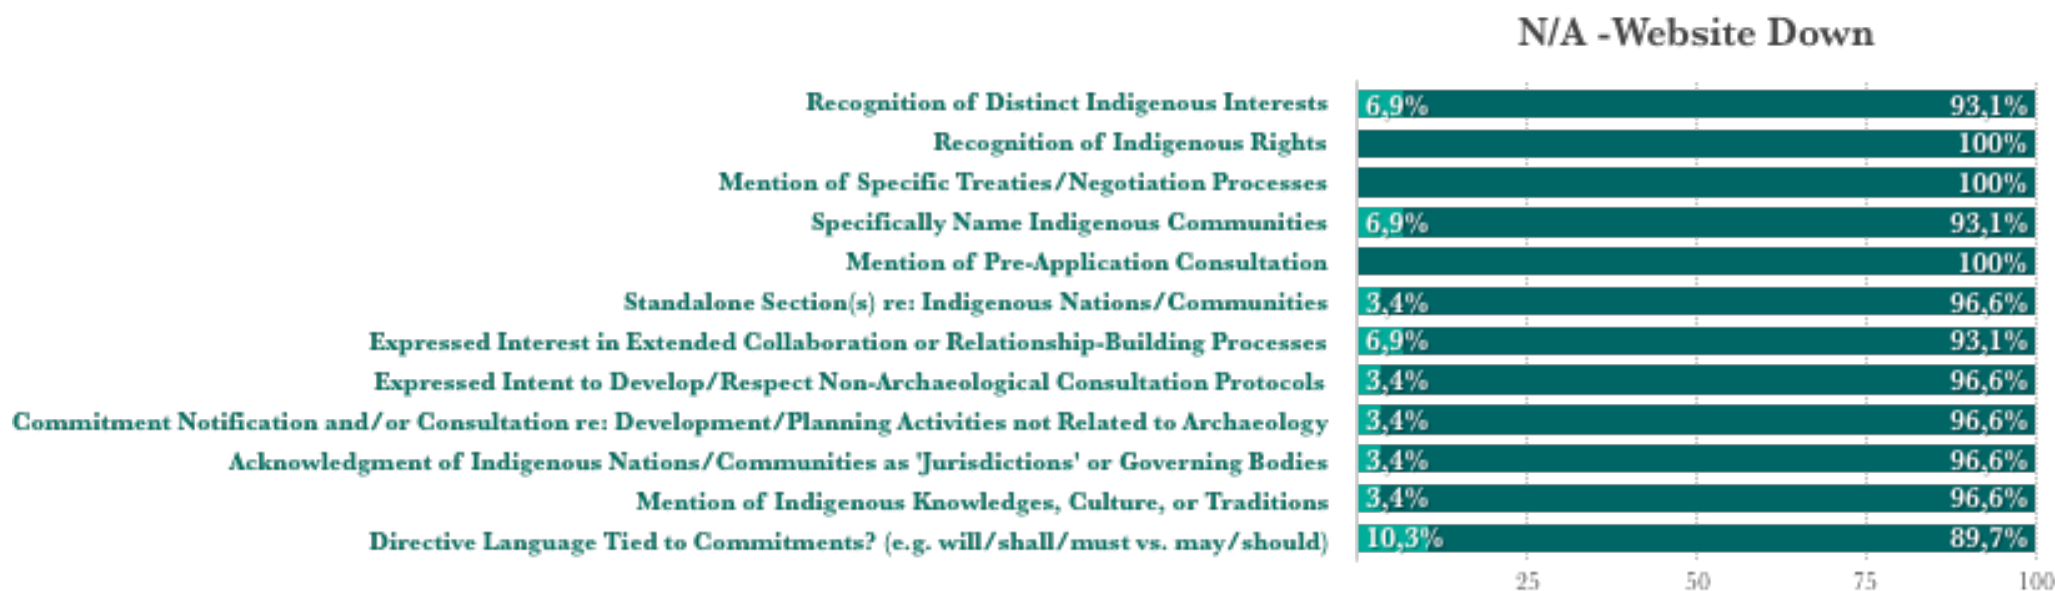 N/A -Website Down
Recognition of Distinct Indigenous Interests 6,9% 93,1%
Recognition of Indigenous Rights 100%
Mention of Specific Treaties/Negotiation Processes 100%
Specifically Name Indigenous Communities 6,9% 93,1%
Mention of Pre-Application Consultation 100%
Standalone Section(s) re: Indigenous Nations/Communities 3,4% 96,6%
Expressed Interest in Extended Collaboration or Relationship-Building Processes 6,9% 93,1%
Expressed Intent to Develop/Respect Non-Archaeological Consultation Protocols 3,4% 96,6%
Commitment Notification and/or Consultation re: Development/Planning Activities not Related to Archaeology 3,4% 96,6%
Acknowledgment of Indigenous Nations/Communities as 'Jurisdictions' or Governing Bodies 3,4% 96,6%
Mention of Indigenous Knowledges, Culture, or Traditions 3,4% 96,6%
Directive Language Tied to Commitments? (e.g. will/shall/must vs. may/should) 10,3% 89,7%
25 50 75 100